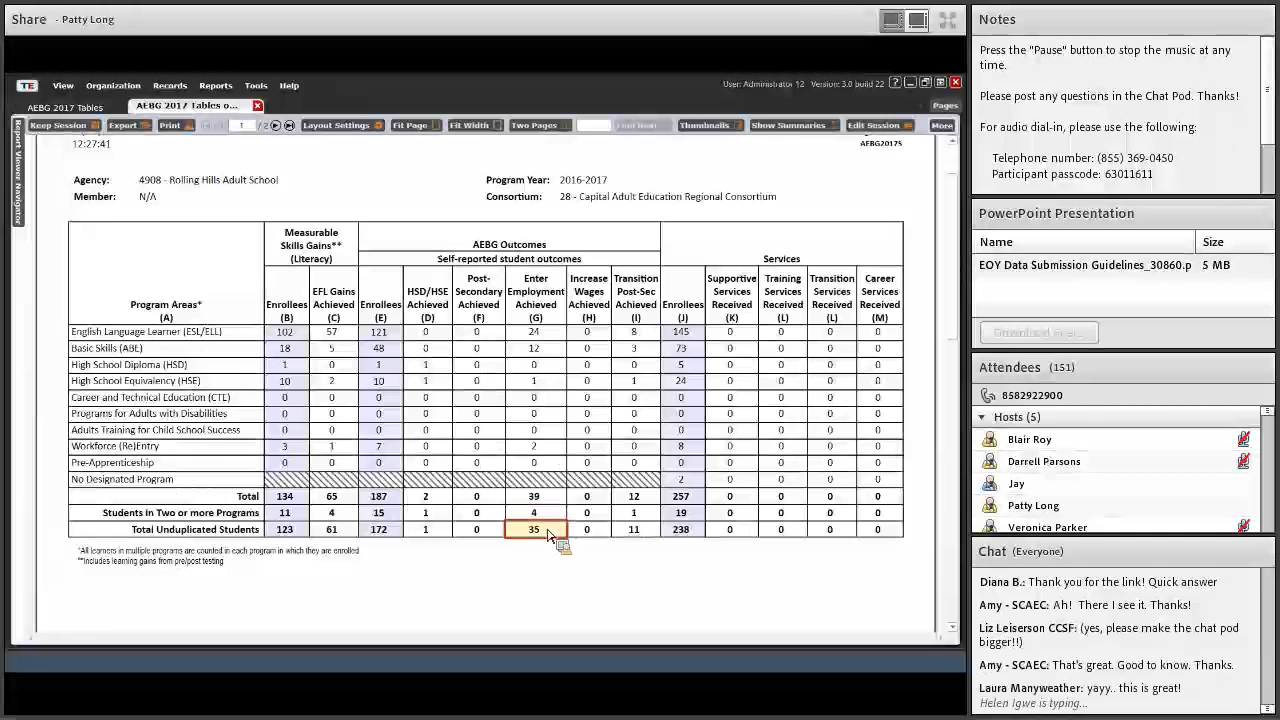 Share - Patty Long
TE View Organization Records Reports Tools Help
User: Administrator 12 Version: 3.0 build 22
AEBG 2017 Tables AEBG 2017 Tables o... Pages
Keep Session Export Print 1 / 2 Layout Settings Fit Page Fit Width Two Pages Find Next Thumbnails Show Summaries Edit Session More
Report Viewer Navigator
12:27:41
AEBG2017S
Agency: 4908 - Rolling Hills Adult School Program Year: 2016-2017
Member: N/A Consortium: 28 - Capital Adult Education Regional Consortium
Measurable Skills Gains** (Literacy)
AEBG Outcomes
Self-reported student outcomes
Services
Program Areas* (A)
Enrollees (B)
EFL Gains Achieved (C)
Enrollees (E)
HSD/HSE Achieved (D)
Post-Secondary Achieved (F)
Enter Employment Achieved (G)
Increase Wages Achieved (H)
Transition Post-Sec Achieved (I)
Enrollees (J)
Supportive Services Received (K)
Training Services Received (L)
Transition Services Received (L)
Career Services Received (M)
English Language Learner (ESL/ELL) 102 57 121 0 0 24 0 8 145 0 0 0 0
Basic Skills (ABE) 18 5 48 0 0 12 0 3 73 0 0 0 0
High School Diploma (HSD) 1 0 1 1 0 0 0 0 5 0 0 0 0
High School Equivalency (HSE) 10 2 10 1 0 1 0 1 24 0 0 0 0
Career and Technical Education (CTE) 0 0 0 0 0 0 0 0 0 0 0 0 0
Programs for Adults with Disabilities 0 0 0 0 0 0 0 0 0 0 0 0 0
Adults Training for Child School Success 0 0 0 0 0 0 0 0 0 0 0 0 0
Workforce (Re)Entry 3 1 7 0 0 2 0 0 8 0 0 0 0
Pre-Apprenticeship 0 0 0 0 0 0 0 0 0 0 0 0 0
No Designated Program 2 0 0 0 0
Total 134 65 187 2 0 39 0 12 257 0 0 0 0
Students in Two or more Programs 11 4 15 1 0 4 0 1 19 0 0 0 0
Total Unduplicated Students 123 61 172 1 0 35 0 11 238 0 0 0 0
*All learners in multiple programs are counted in each program in which they are enrolled
**Includes learning gains from pre/post testing
Notes
Press the "Pause" button to stop the music at any
time.
Please post any questions in the Chat Pod. Thanks!
For audio dial-in, please use the following:
Telephone number: (855) 369-0450
Participant passcode: 63011611
PowerPoint Presentation
Name Size
EOY Data Submission Guidelines_30860.p 5 MB
Attendees (151)
8582922900
Hosts (5)
Blair Roy
Darrell Parsons
Jay
Patty Long
Veronica Parker
Chat (Everyone)
Diana B.: Thank you for the link! Quick answer
Amy - SCAEC: Ah! There I see it. Thanks!
Liz Leiserson CCSF: (yes, please make the chat pod
bigger!!)
Amy - SCAEC: That's great. Good to know. Thanks.
Laura Manyweather: yayy.. this is great!
Helen Igwe is typing...